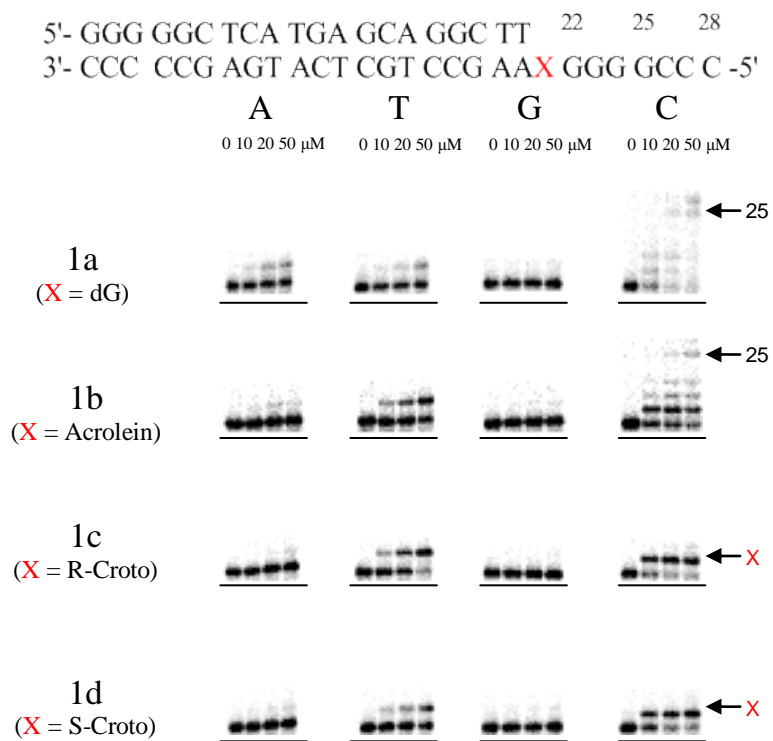 5'- GGG GGC TCA TGA GCA GGC TT 22 25 28
3'- CCC CCG AGT ACT CGT CCG AAX GGG GCC C -5'
A T G C
0 10 20 50 μM 0 10 20 50 μM 0 10 20 50 μM 0 10 20 50 μM
25
1a
(X = dG)
25
1b
(X = Acrolein)
1c
(X = R-Croto)
X
1d
(X = S-Croto)
X